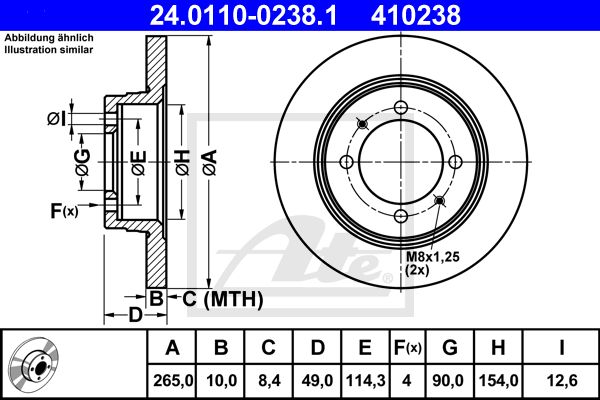 24.0110-0238.1 410238
Abbildung ähnlich
Illustration similar
®
Ate
ØI
ØG
ØE
ØH
ØA
F(x)
B
C (MTH)
D
M8x1,25
(2x)
A B C D E F(x) G H I
265,0 10,0 8,4 49,0 114,3 4 90,0 154,0 12,6